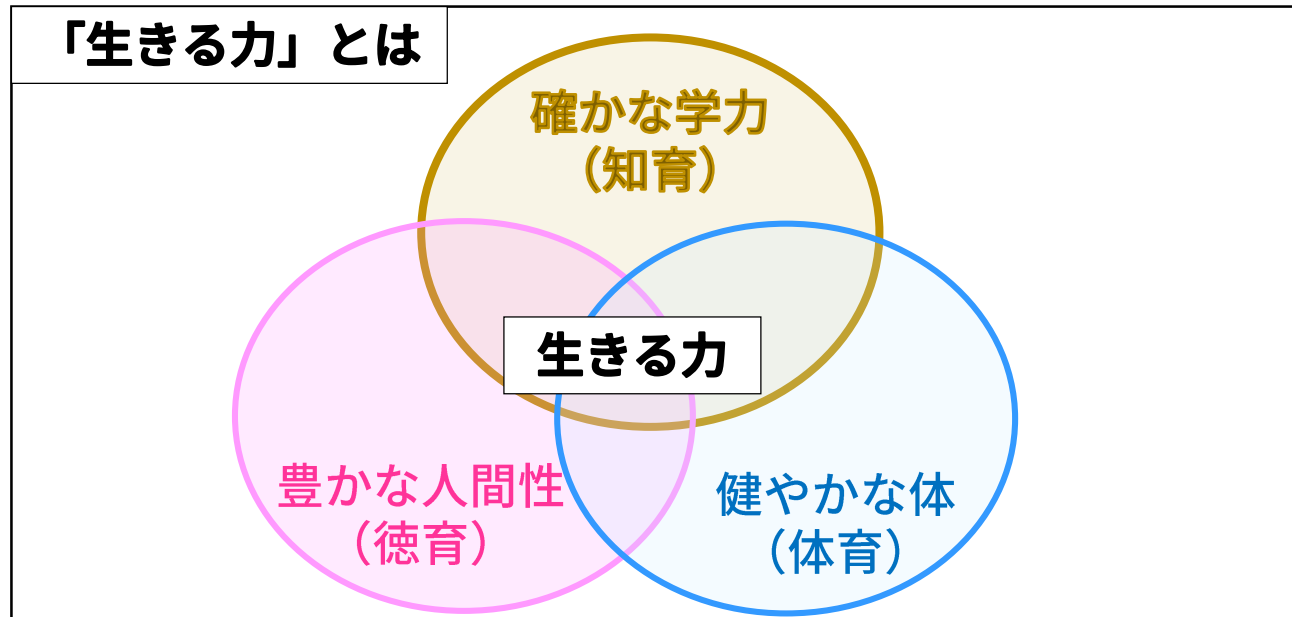 「生きる力」とは
確かな学力
（知育）
生きる力
豊かな人間性
（徳育）
健やかな体
（体育）